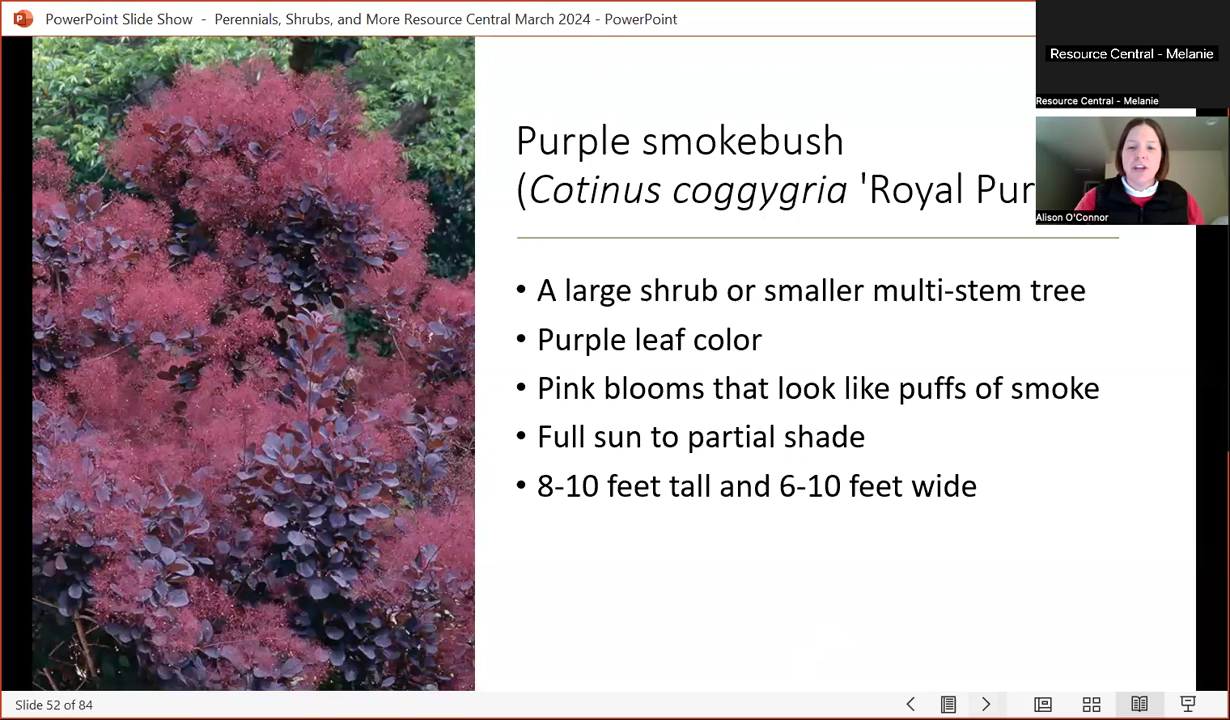 PowerPoint Slide Show - Perennials, Shrubs, and More Resource Central March 2024 - PowerPoint
Resource Central - Melanie
Resource Central - Melanie
Alison O'Connor
Purple smokebush
(Cotinus coggygria 'Royal Pur
• A large shrub or smaller multi-stem tree
• Purple leaf color
• Pink blooms that look like puffs of smoke
• Full sun to partial shade
• 8-10 feet tall and 6-10 feet wide
Slide 52 of 84